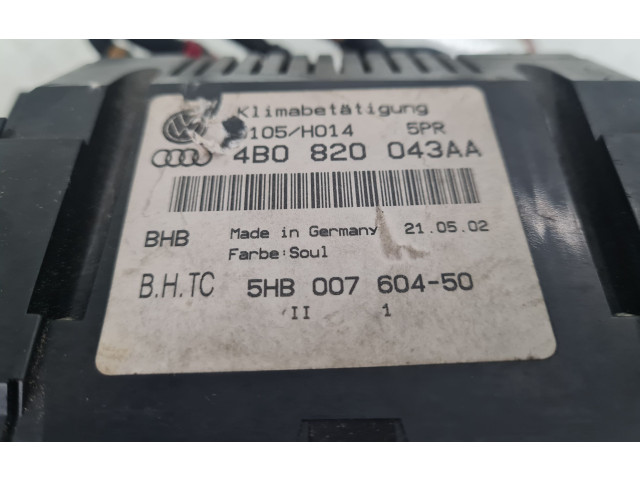 Klimabetätigung
105/H014 5PR
4B0 820 043AA
BHB Made in Germany 21.05.02
Farbe:Soul
B.H.TC 5HB 007 604-50
II 1